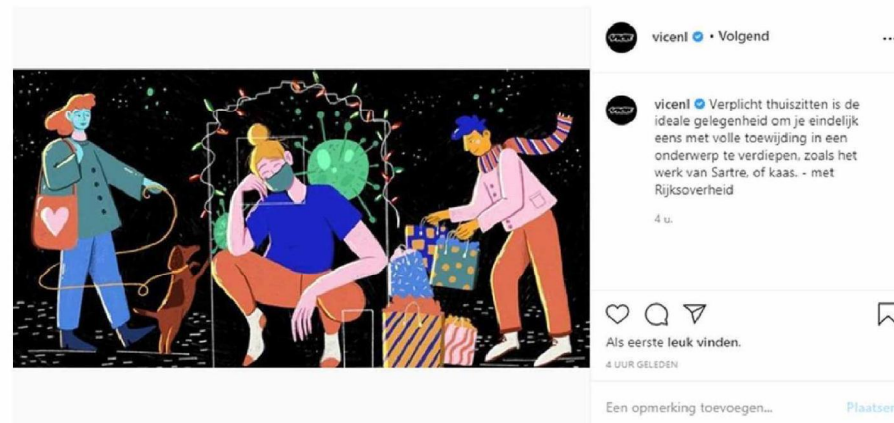 vicenl • Volgend
vicenl Verplicht thuiszitten is de
ideale gelegenheid om je eindelijk
eens met volle toewijding in een
onderwerp te verdiepen, zoals het
werk van Sartre, of kaas. - met
Rijksoverheid
4 u.
Als eerste leuk vinden.
4 UUR GELEDEN
Een opmerking toevoegen... Plaatsen